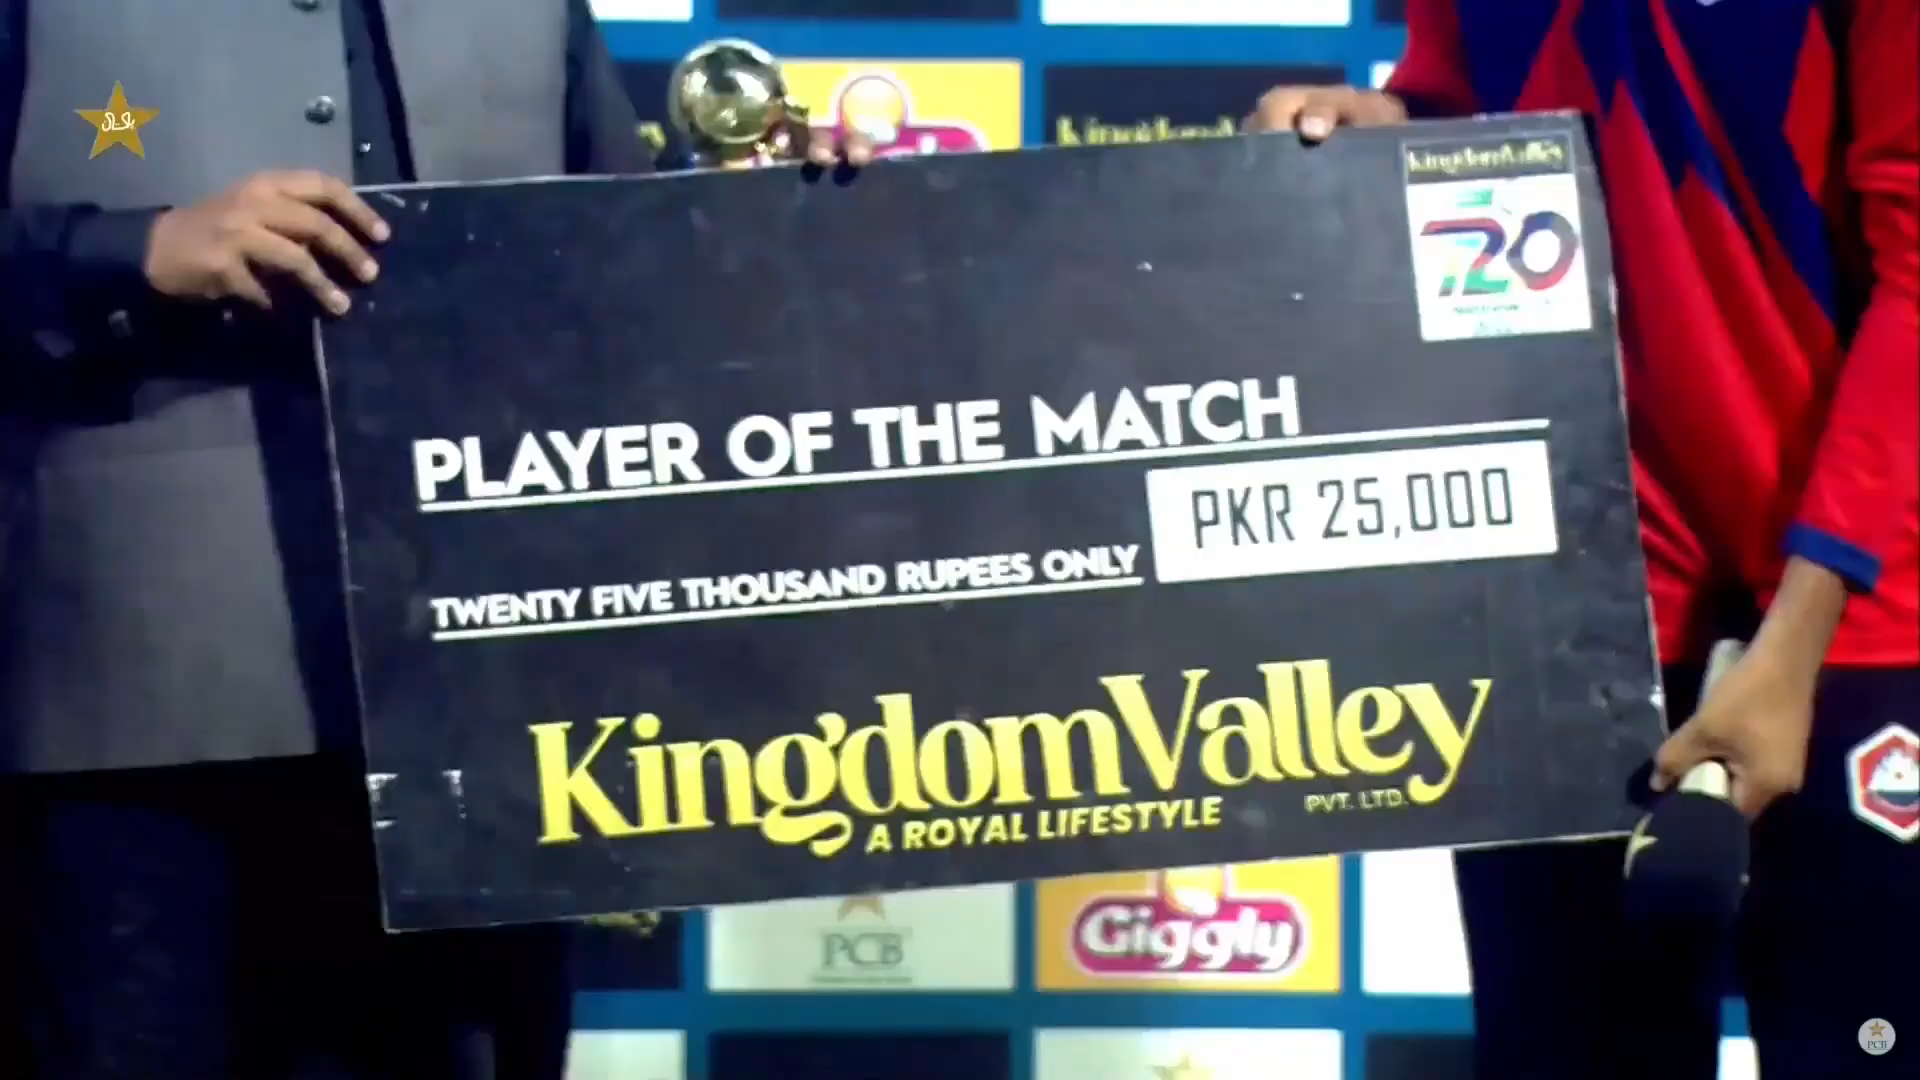 KingdomValley
T20
PLAYER OF THE MATCH
PKR 25,000
TWENTY FIVE THOUSAND RUPEES ONLY
KingdomValley
A ROYAL LIFESTYLE
PVT. LTD.
PCB
Giggly
PCB